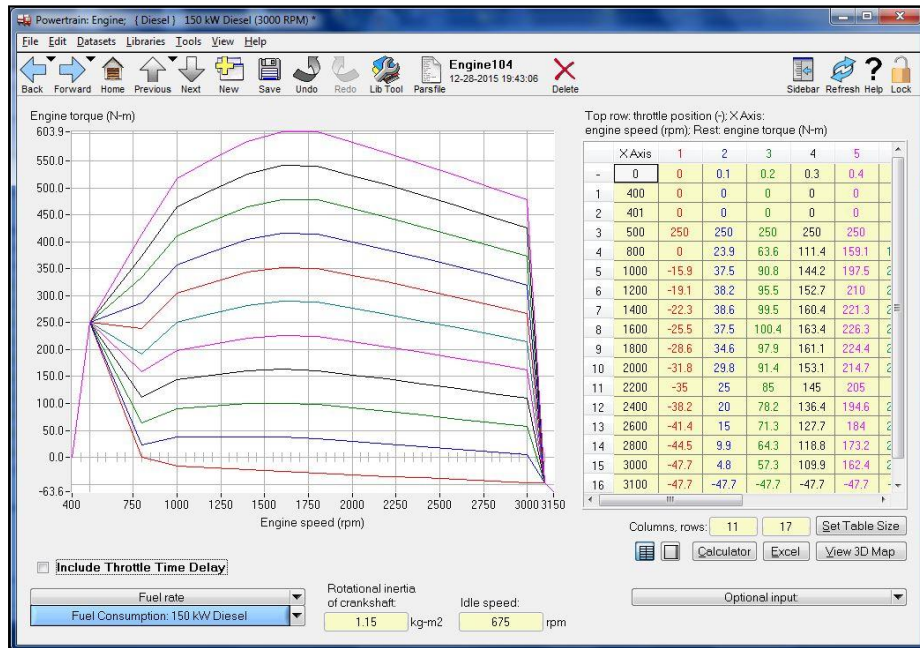 Powertrain: Engine; { Diesel } 150 kW Diesel (3000 RPM) *
File Edit Datasets Libraries Tools View Help
Back Forward Home Previous Next New Save Undo Redo Lib Tool Parsfile
Engine104
12-28-2015 19:43:06
Delete Sidebar Refresh Help Lock
Engine torque (N-m)
603.9
550.0
500.0
450.0
400.0
350.0
300.0
250.0
200.0
150.0
100.0
50.0
0.0
-63.6
400 750 1000 1250 1500 1750 2000 2250 2500 2750 3000 3150
Engine speed (rpm)
Top row: throttle position (-); X Axis:
engine speed (rpm); Rest: engine torque (N-m)
X Axis 1 2 3 4 5
- 0 0 0.1 0.2 0.3 0.4
1 400 0 0 0 0 0
2 401 0 0 0 0 0
3 500 250 250 250 250 250
4 800 0 23.9 63.6 111.4 159.1 1
5 1000 -15.9 37.5 90.8 144.2 197.5 2
6 1200 -19.1 38.2 95.5 152.7 210 2
7 1400 -22.3 38.6 99.5 160.4 221.3 2
8 1600 -25.5 37.5 100.4 163.4 226.3 2
9 1800 -28.6 34.6 97.9 161.1 224.4 2
10 2000 -31.8 29.8 91.4 153.1 214.7 2
11 2200 -35 25 85 145 205
12 2400 -38.2 20 78.2 136.4 194.6 2
13 2600 -41.4 15 71.3 127.7 184 2
14 2800 -44.5 9.9 64.3 118.8 173.2 2
15 3000 -47.7 4.8 57.3 109.9 162.4 2
16 3100 -47.7 -47.7 -47.7 -47.7 -47.7 -
Columns, rows: 11 17 Set Table Size
Calculator Excel View 3D Map
Include Throttle Time Delay
Fuel rate
Fuel Consumption: 150 kW Diesel
Rotational inertia
of crankshaft:
1.15 kg-m2
Idle speed:
675 rpm
Optional input: